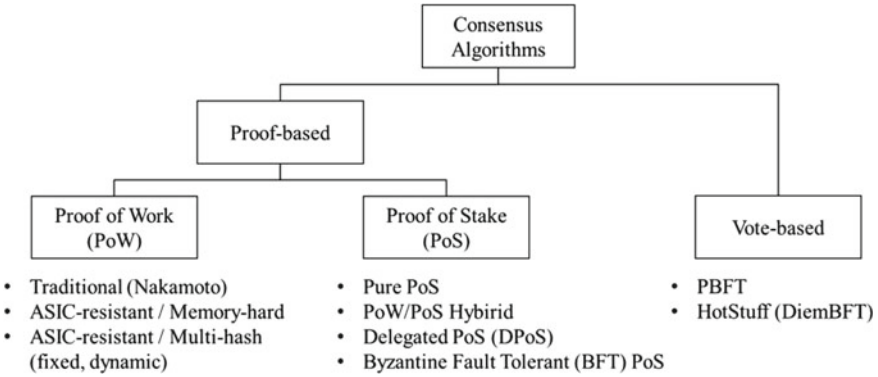 Consensus
Algorithms
Proof-based
Proof of Work
(PoW)
Proof of Stake
(PoS)
Vote-based
• Traditional (Nakamoto)
• ASIC-resistant / Memory-hard
• ASIC-resistant / Multi-hash
(fixed, dynamic)
• Pure PoS
• PoW/PoS Hybirid
• Delegated PoS (DPoS)
• Byzantine Fault Tolerant (BFT) PoS
• PBFT
• HotStuff (DiemBFT)